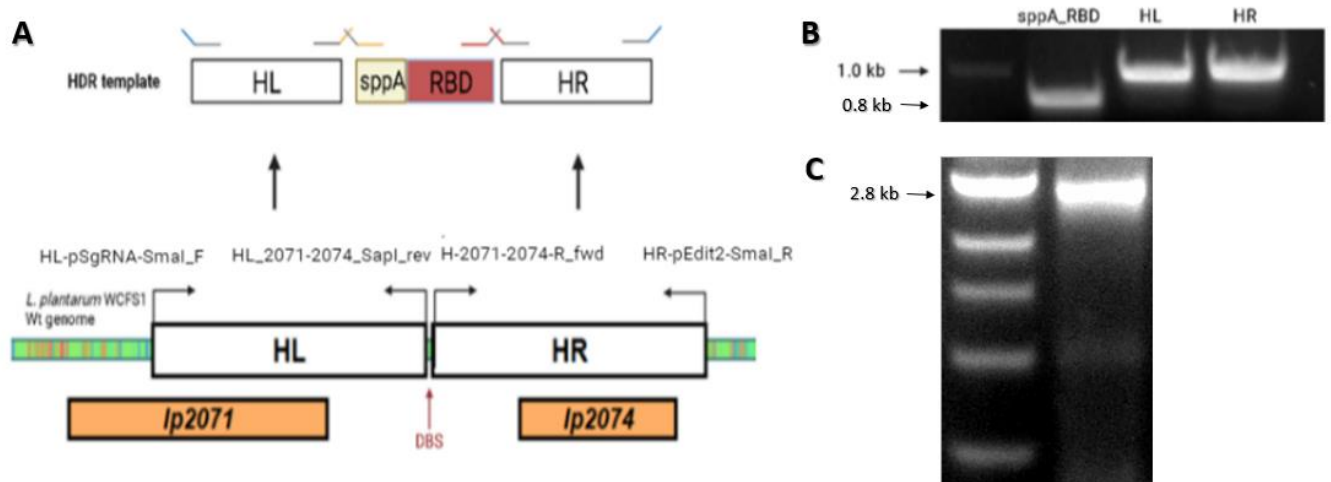 A
HDR template
HL
sppA
RBD
HR
HL-pSgRNA-SmaI_F
HL_2071-2074_SapI_rev
H-2071-2074-R_fwd
HR-pEdit2-SmaI_R
L. plantarum WCFS1
Wt genome
HL
HR
lp2071
lp2074
DBS
B
sppA_RBD
HL
HR
1.0 kb
0.8 kb
C
2.8 kb